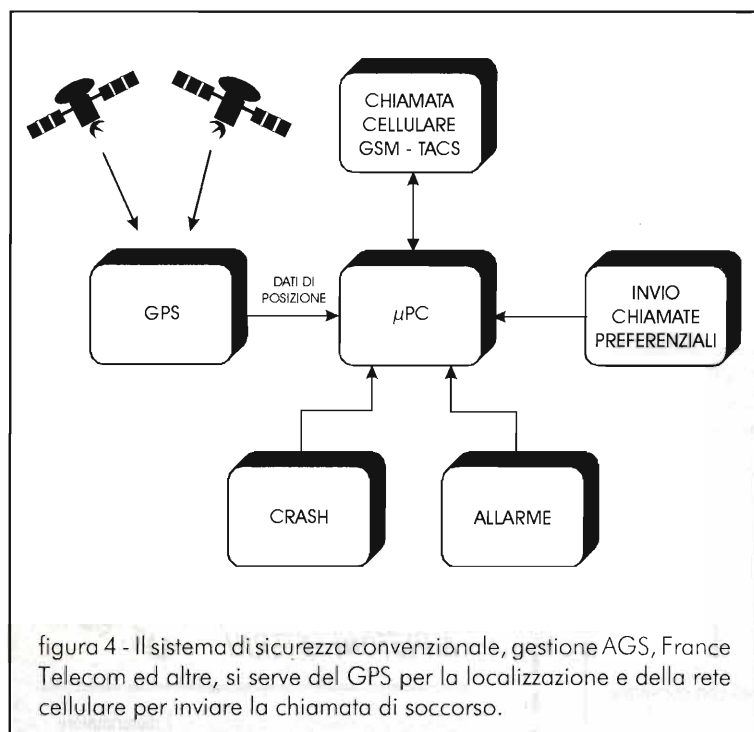 CHIAMATA
CELLULARE
GSM - TACS
GPS
DATI DI
POSIZIONE
µPC
INVIO
CHIAMATE
PREFERENZIALI
CRASH
ALLARME
figura 4 - Il sistema di sicurezza convenzionale, gestione AGS, France
Telecom ed altre, si serve del GPS per la localizzazione e della rete
cellulare per inviare la chiamata di soccorso.